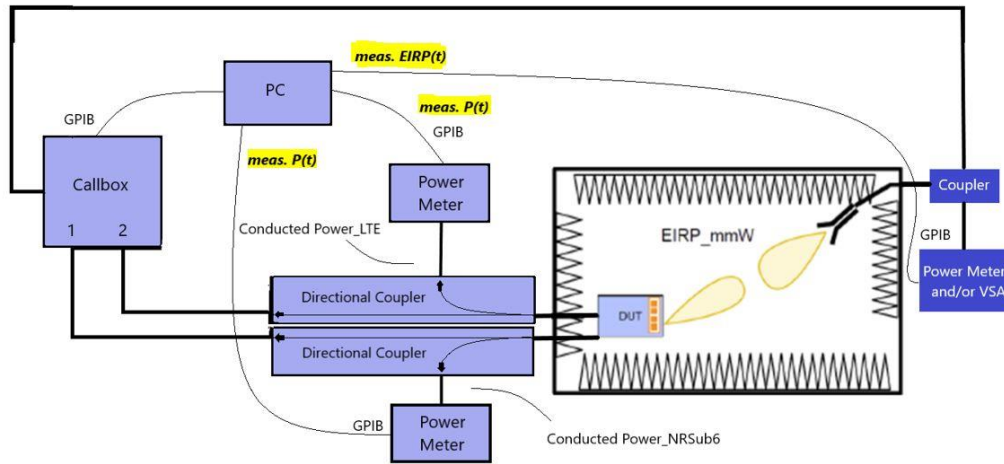 meas. EIRP(t)
PC
meas. P(t)
GPIB
GPIB
meas. P(t)
Callbox
1 2
Power
Meter
Conducted Power_LTE
EIRP_mmW
Coupler
GPIB
Power Meter
and/or VSA
Directional Coupler
DUT
Directional Coupler
GPIB
Power
Meter
Conducted Power_NRSub6